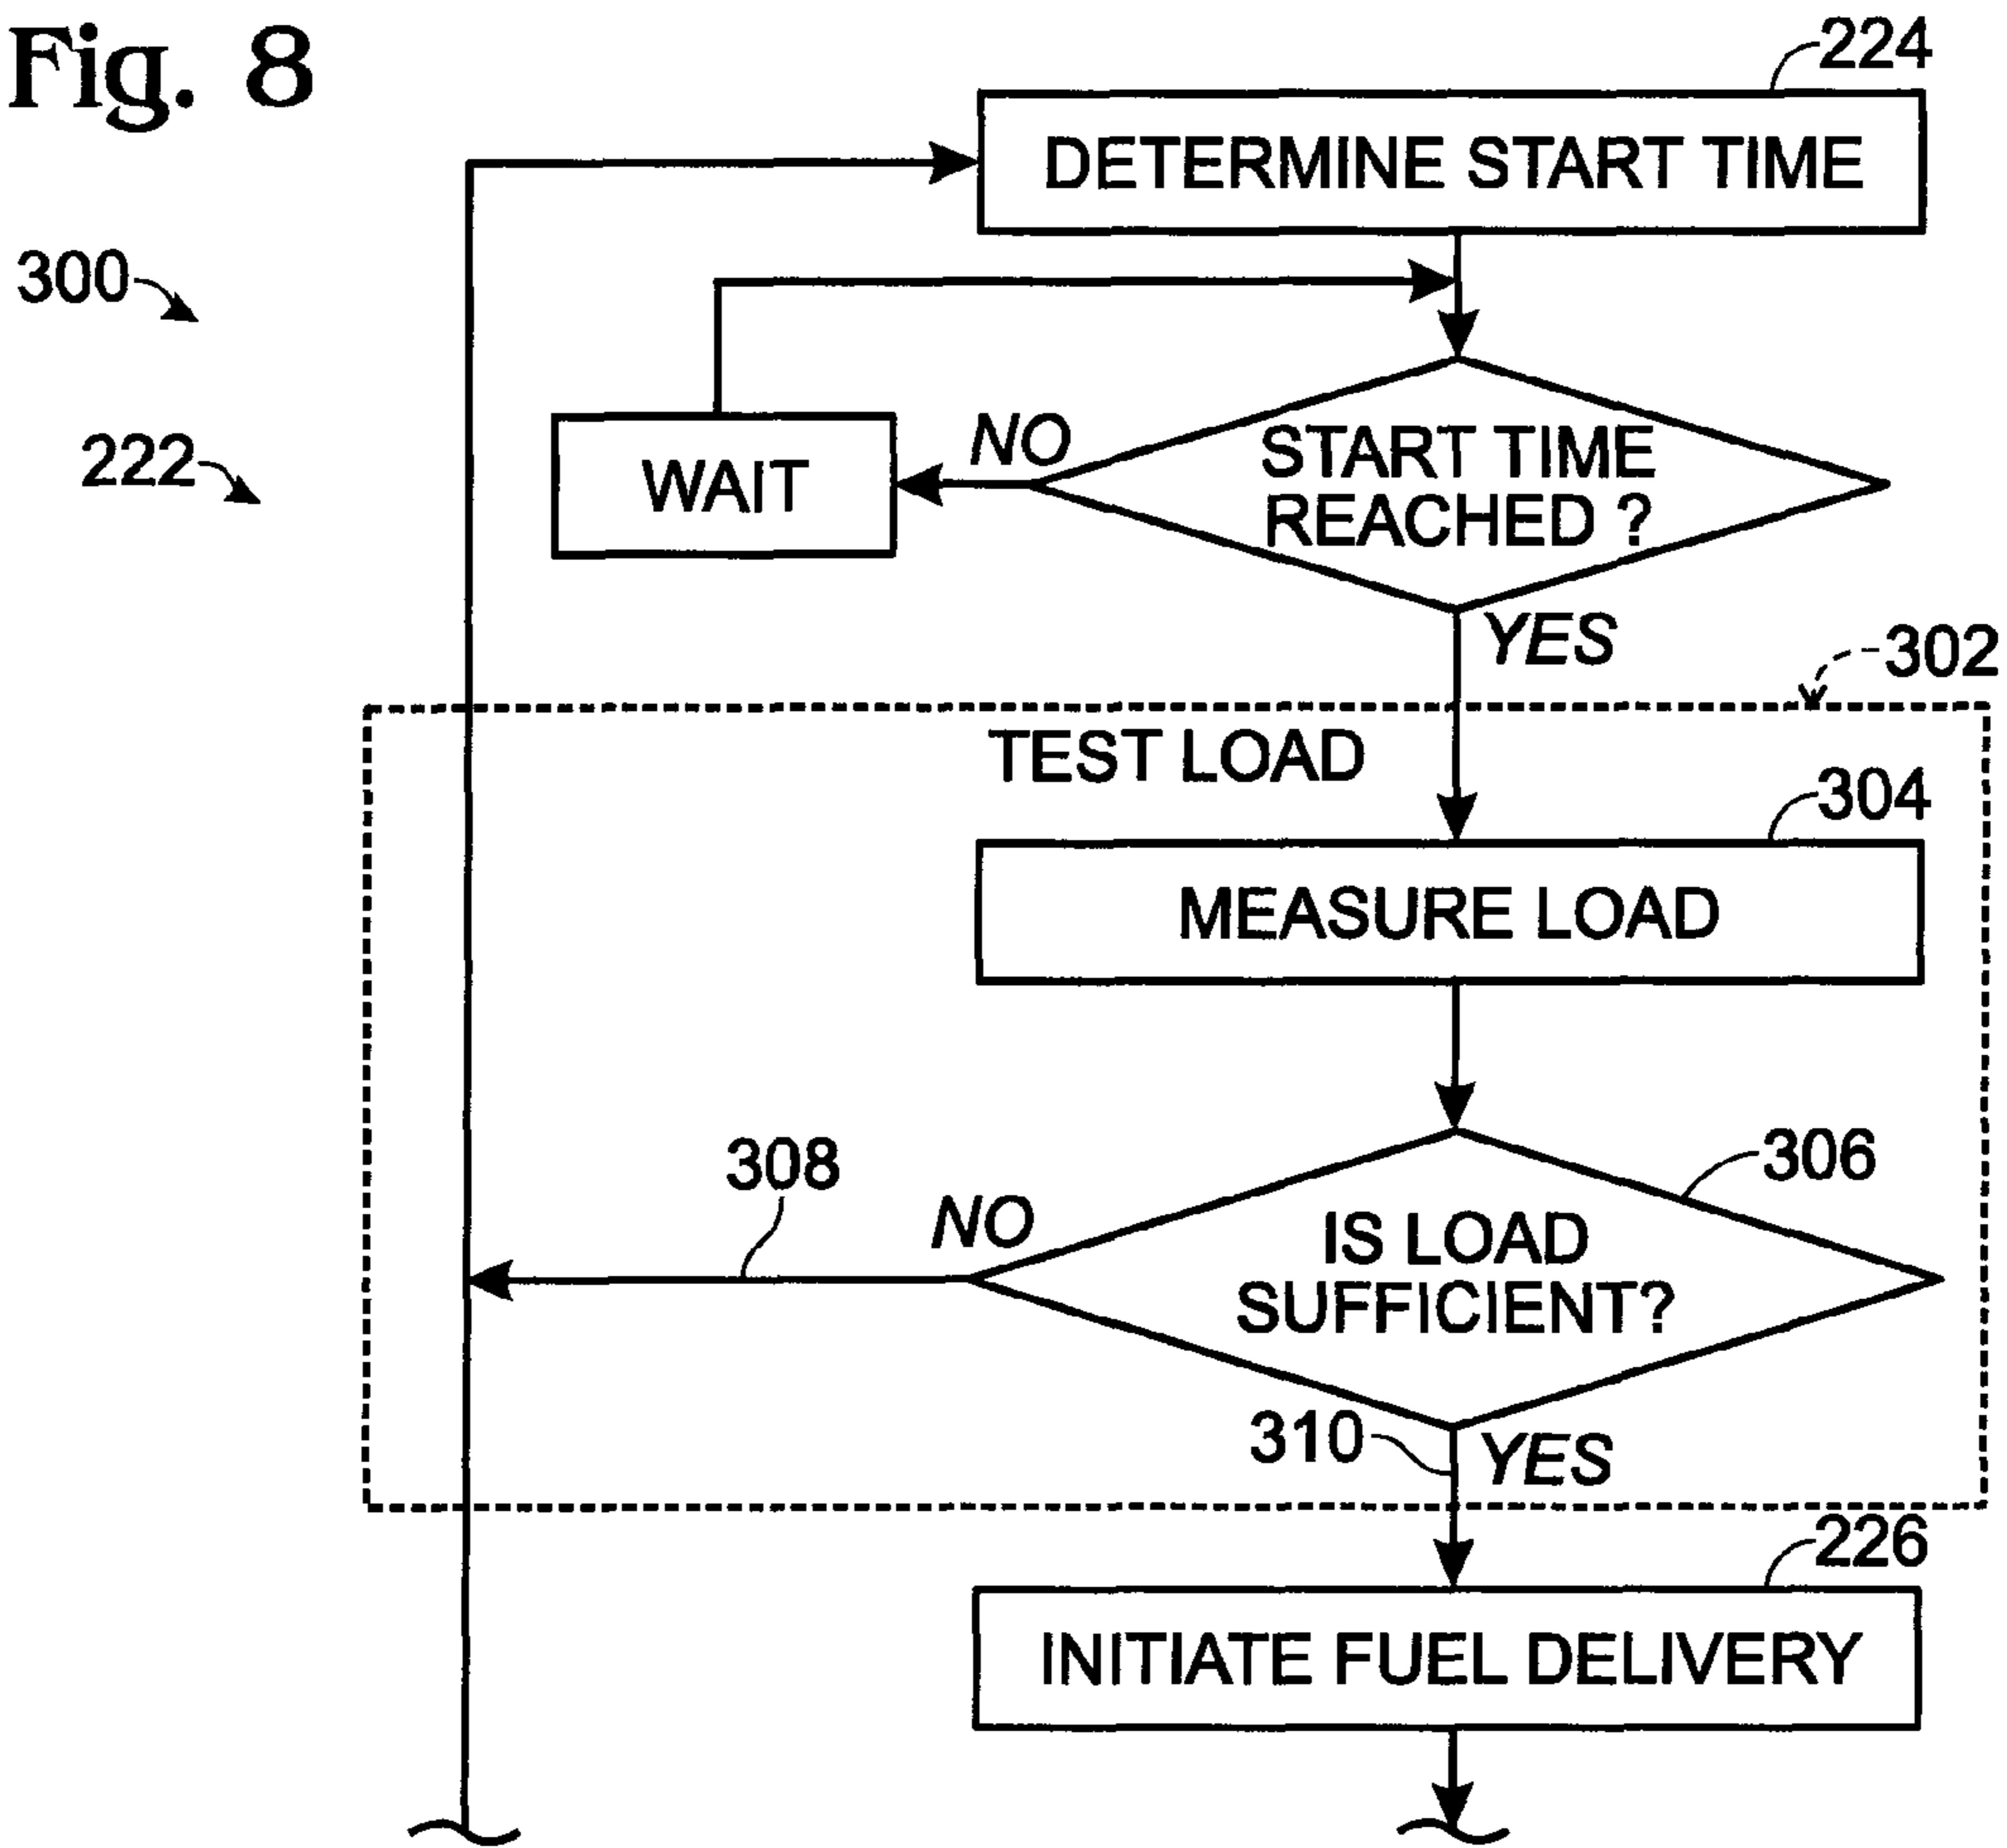 Fig. 8
224
DETERMINE START TIME
300
222
WAIT
NO
START TIME
REACHED ?
YES
302
TEST LOAD
304
MEASURE LOAD
308
NO
306
IS LOAD
SUFFICIENT?
310
YES
226
INITIATE FUEL DELIVERY